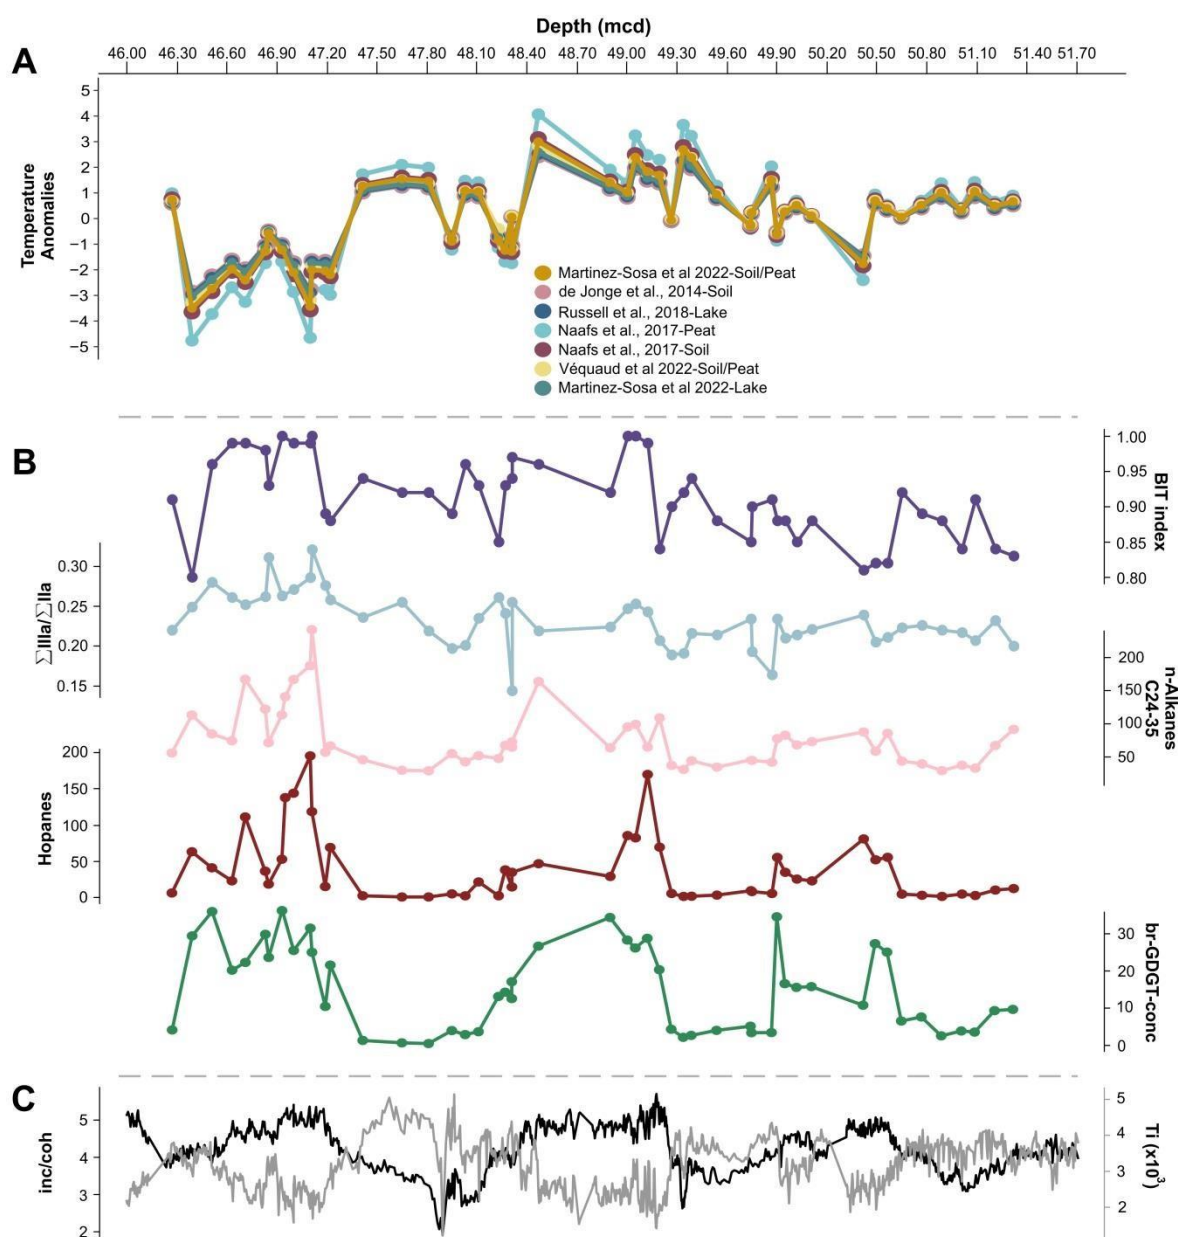 Depth (mcd)
46.00 46.30 46.60 46.90 47.20 47.50 47.80 48.10 48.40 48.70 49.00 49.30 49.60 49.90 50.20 50.50 50.80 51.10 51.40 51.70
A
Temperature
Anomalies
5
4
3
2
1
0
−1
−2
−3
−4
−5
Martinez-Sosa et al 2022-Soil/Peat
de Jonge et al., 2014-Soil
Russell et al., 2018-Lake
Naafs et al., 2017-Peat
Naafs et al., 2017-Soil
Véquaud et al 2022-Soil/Peat
Martinez-Sosa et al 2022-Lake
B
1.00
0.95
0.90
0.85
0.80
BIT index
∑IIIa/∑IIa
0.30
0.25
0.20
0.15
200
150
100
50
n-Alkanes
C24-35
Hopanes
200
150
100
50
0
30
20
10
0
br-GDGT-conc
C
inc/coh
5
4
3
2
5
4
3
2
Ti (x10³)